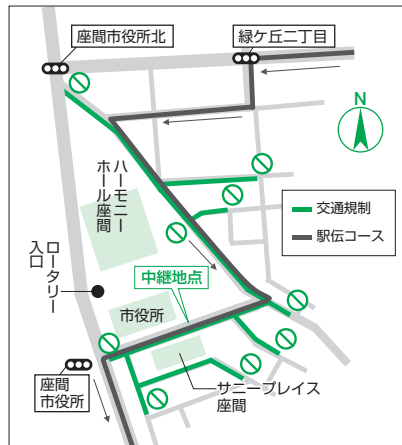 座間市役所北
緑ケ丘二丁目
N
ハーモニー
ホール座間
交通規制
駅伝コース
ロータリー
入口
中継地点
市役所
座間
市役所
サニープレイス
座間